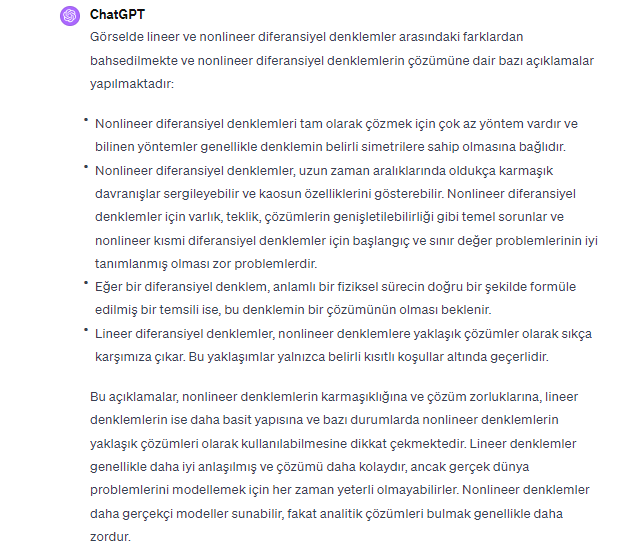 ChatGPT
Görselde lineer ve nonlineer diferansiyel denklemler arasındaki farklardan
bahsedilmekte ve nonlineer diferansiyel denklemlerin çözümüne dair bazı açıklamalar
yapılmaktadır:
• Nonlineer diferansiyel denklemleri tam olarak çözmek için çok az yöntem vardır ve
bilinen yöntemler genellikle denklemin belirli simetrilere sahip olmasına bağlıdır.
• Nonlineer diferansiyel denklemler, uzun zaman aralıklarında oldukça karmaşık
davranışlar sergileyebilir ve kaosun özelliklerini gösterebilir. Nonlineer diferansiyel
denklemler için varlık, teklik, çözümlerin genişletilebilirliği gibi temel sorunlar ve
nonlineer kısmi diferansiyel denklemler için başlangıç ve sınır değer problemlerinin iyi
tanımlanmış olması zor problemlerdir.
• Eğer bir diferansiyel denklem, anlamlı bir fiziksel sürecin doğru bir şekilde formüle
edilmiş bir temsili ise, bu denklemin bir çözümünün olması beklenir.
• Lineer diferansiyel denklemler, nonlineer denklemlere yaklaşık çözümler olarak sıkça
karşımıza çıkar. Bu yaklaşımlar yalnızca belirli kısıtlı koşullar altında geçerlidir.
Bu açıklamalar, nonlineer denklemlerin karmaşıklığına ve çözüm zorluklarına, lineer
denklemlerin ise daha basit yapısına ve bazı durumlarda nonlineer denklemlerin
yaklaşık çözümleri olarak kullanılabilmesine dikkat çekmektedir. Lineer denklemler
genellikle daha iyi anlaşılmış ve çözümü daha kolaydır, ancak gerçek dünya
problemlerini modellemek için her zaman yeterli olmayabilirler. Nonlineer denklemler
daha gerçekçi modeller sunabilir, fakat analitik çözümleri bulmak genellikle daha
zordur.